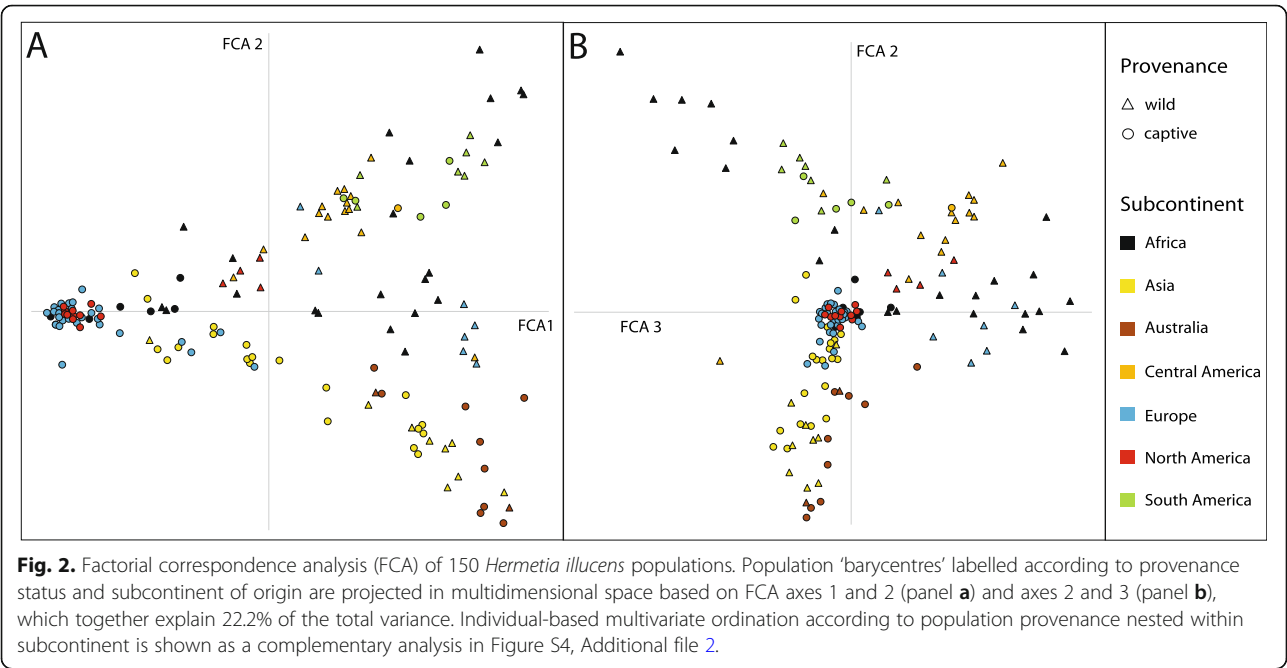 A
FCA 2
FCA1
B
FCA 2
FCA 3
Provenance
wild
captive
Subcontinent
Africa
Asia
Australia
Central America
Europe
North America
South America
Fig. 2. Factorial correspondence analysis (FCA) of 150 Hermetia illucens populations. Population ‘barycentres’ labelled according to provenance
status and subcontinent of origin are projected in multidimensional space based on FCA axes 1 and 2 (panel a) and axes 2 and 3 (panel b),
which together explain 22.2% of the total variance. Individual-based multivariate ordination according to population provenance nested within
subcontinent is shown as a complementary analysis in Figure S4, Additional file 2.